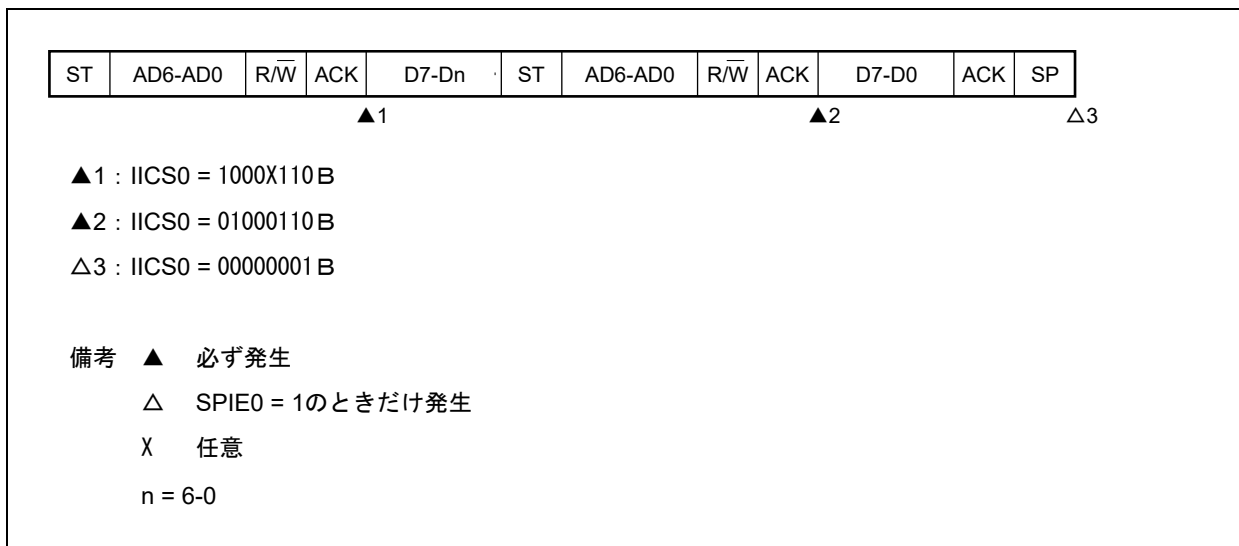 ST AD6-AD0 R/W̅ ACK D7-Dn ST AD6-AD0 R/W̅ ACK D7-D0 ACK SP
▲1 ▲2 △3
▲1：IICS0 = 1000X110B
▲2：IICS0 = 01000110B
△3：IICS0 = 00000001B
備考 ▲ 必ず発生
△ SPIE0 = 1のときだけ発生
X 任意
n = 6-0